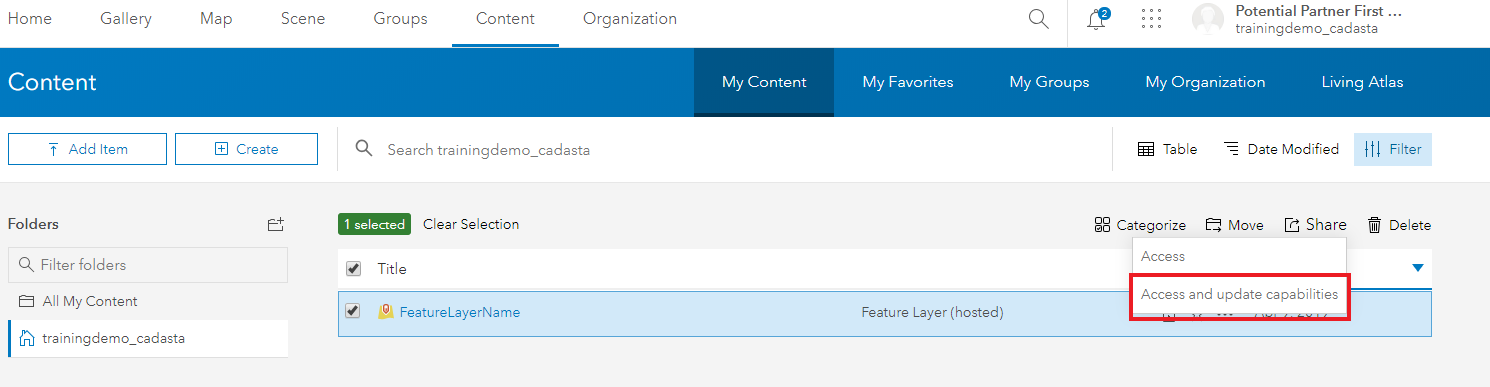 Home Gallery Map Scene Groups Content Organization 2 Potential Partner First ...
trainingdemo_cadasta
Content My Content My Favorites My Groups My Organization Living Atlas
Add Item Create Search trainingdemo_cadasta Table Date Modified Filter
Folders 1 selected Clear Selection Categorize Move Share Delete
Filter folders Title Access
All My Content Access and update capabilities
FeatureLayerName Feature Layer (hosted)
trainingdemo_cadasta